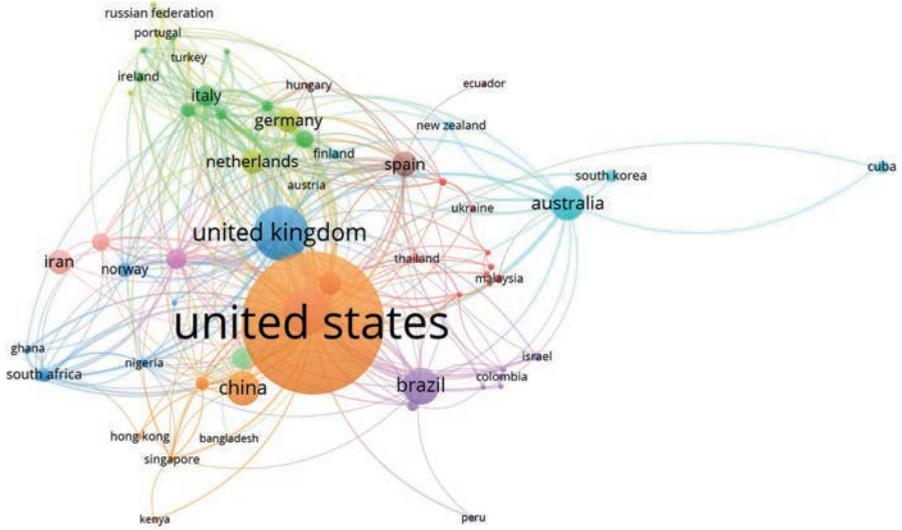 russian federation
portugal
turkey
ireland
hungary
ecuador
italy
germany
new zealand
netherlands
finland
spain
cuba
south korea
austria
australia
ukraine
united kingdom
thailand
iran
norway
malaysia
united states
ghana
israel
nigeria
south africa
colombia
china
brazil
hong kong
bangladesh
singapore
kenya
peru